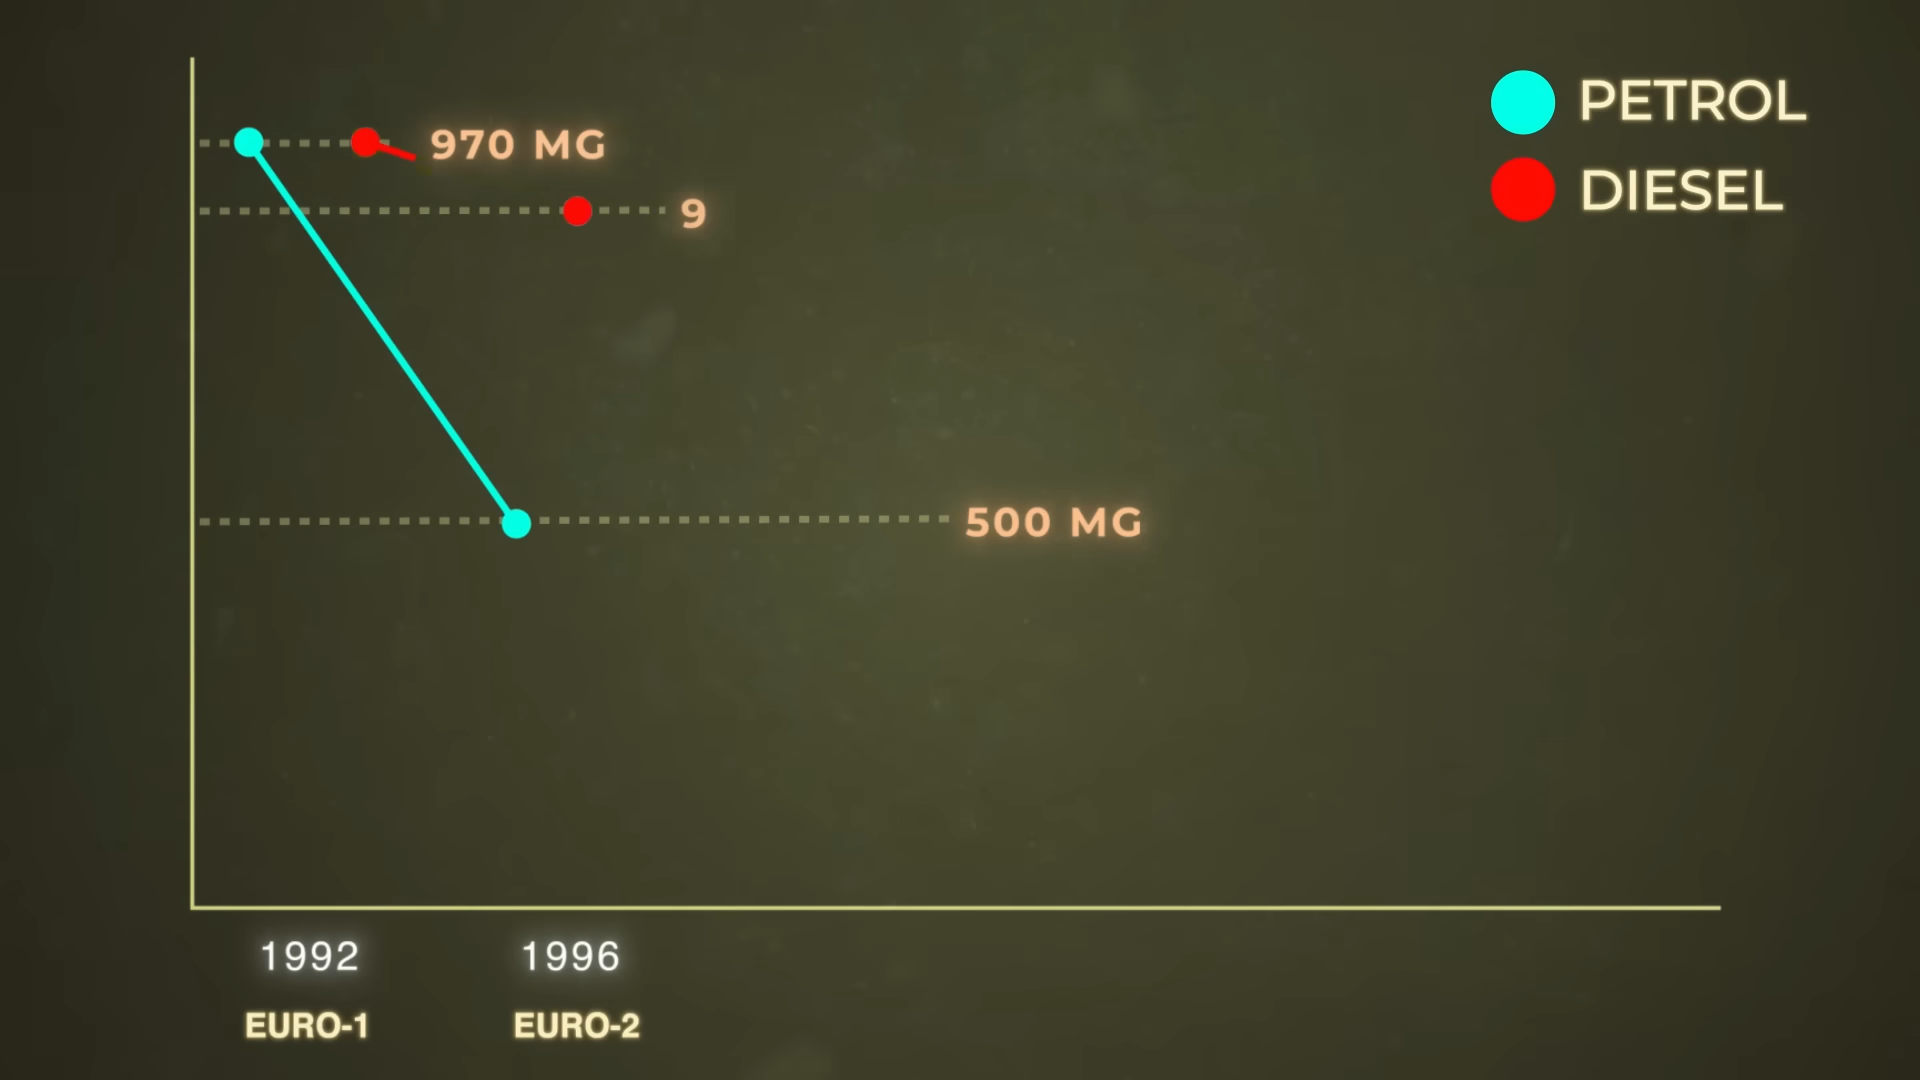 PETROL
DIESEL
970 MG
9
500 MG
1992
1996
EURO-1
EURO-2